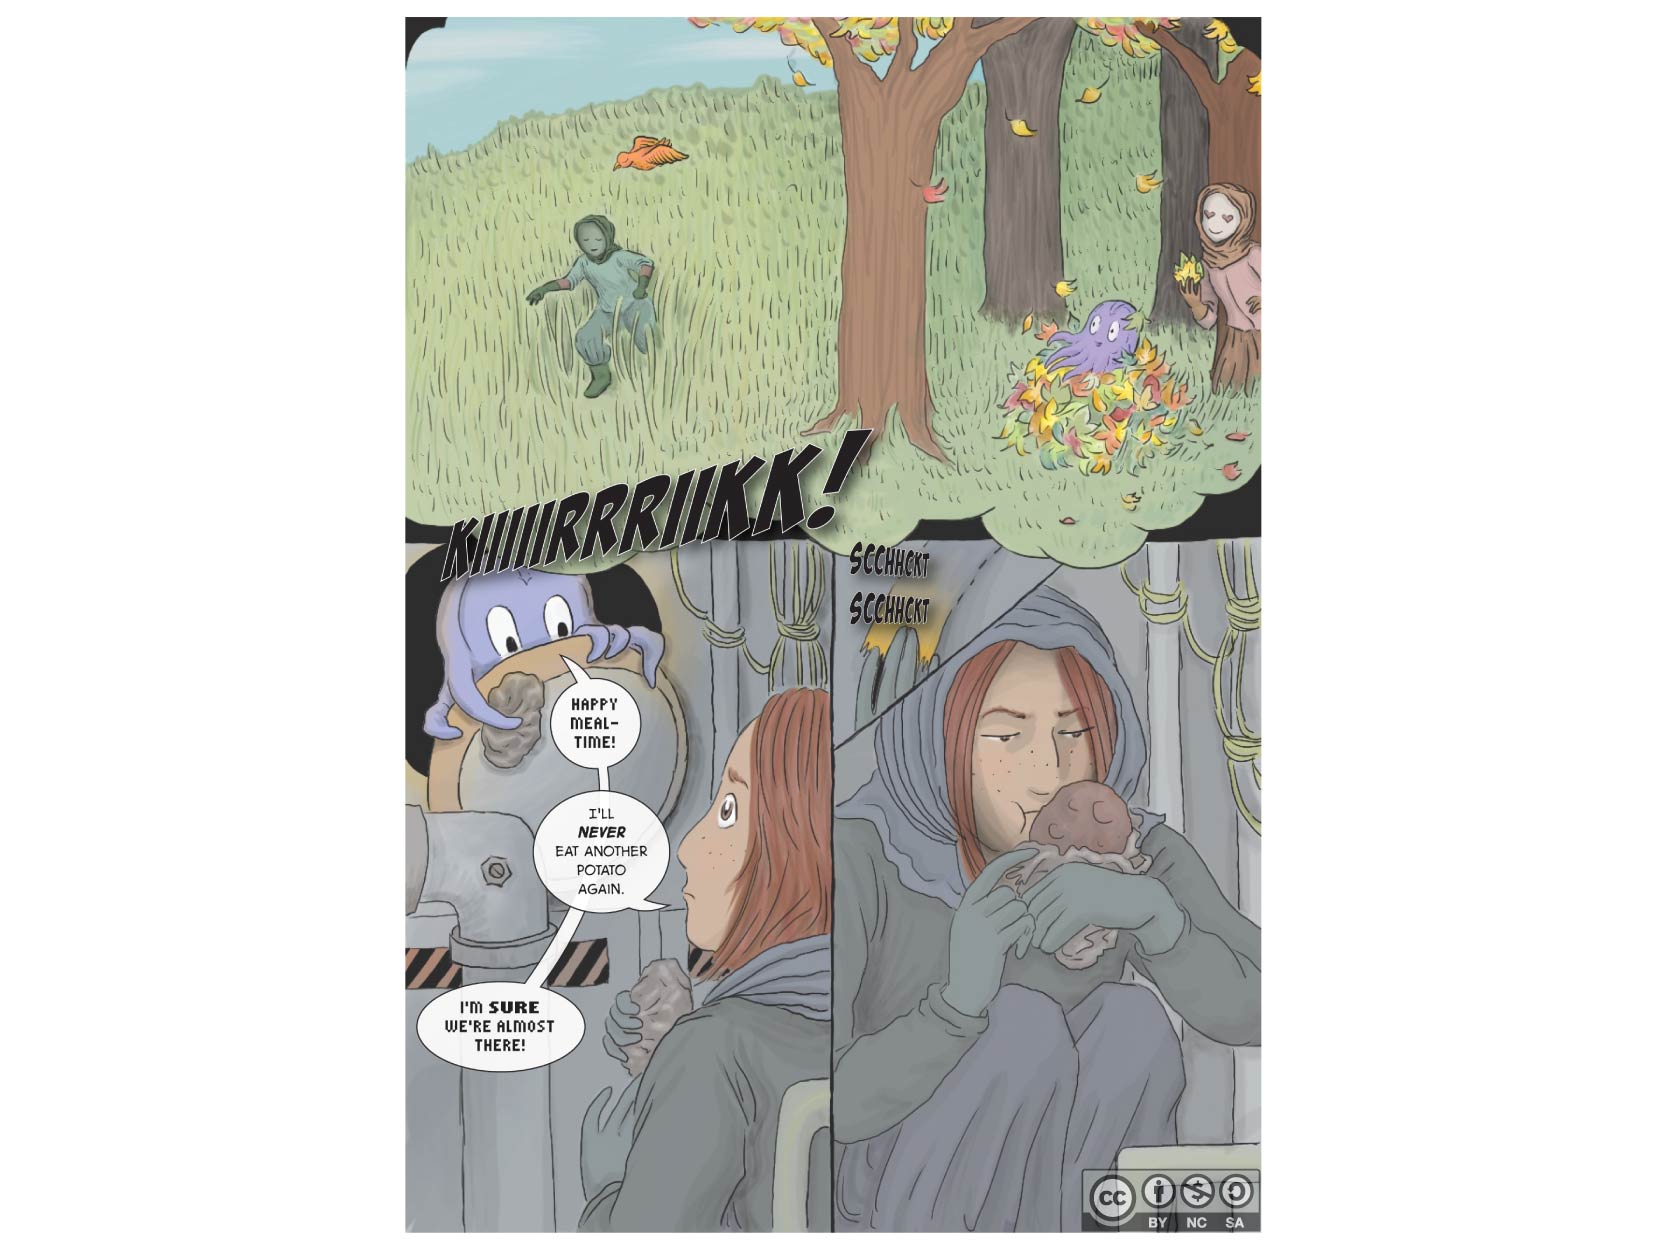 KIIIIIRRRIIKK!
SCCHHCKT
SCCHHCKT
HAPPY
MEAL-
TIME!
I'LL
NEVER
EAT ANOTHER
POTATO
AGAIN.
I'M SURE
WE'RE ALMOST
THERE!
cc
BY NC SA